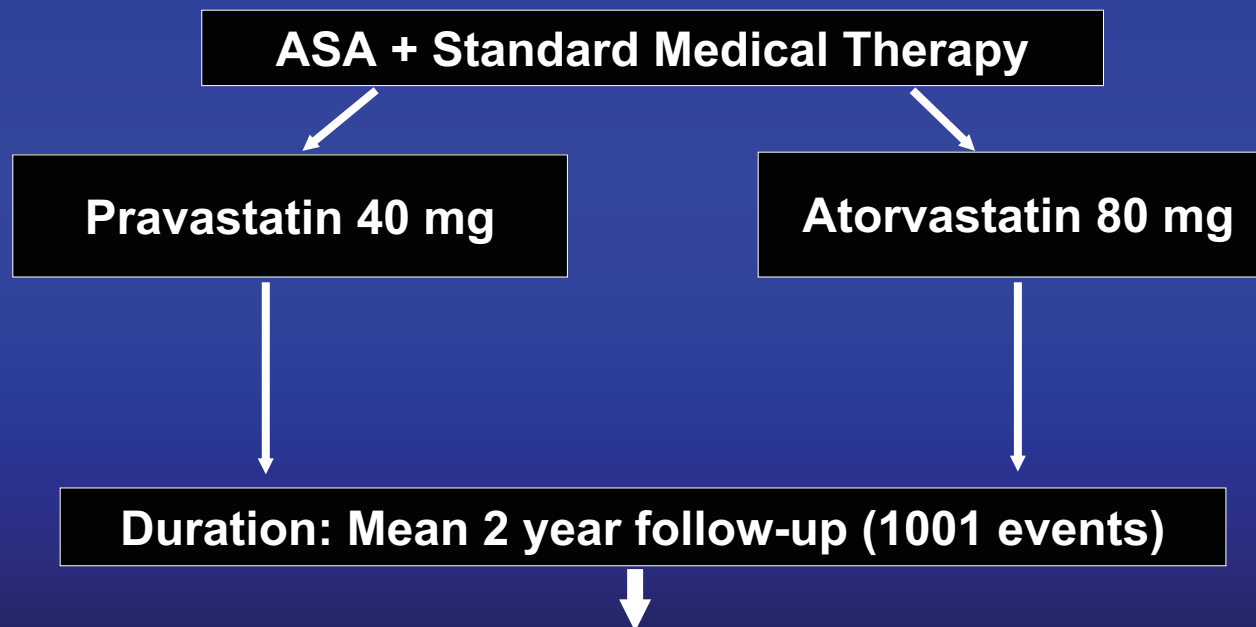 ASA + Standard Medical Therapy
Pravastatin 40 mg
Atorvastatin 80 mg
Duration: Mean 2 year follow-up (1001 events)